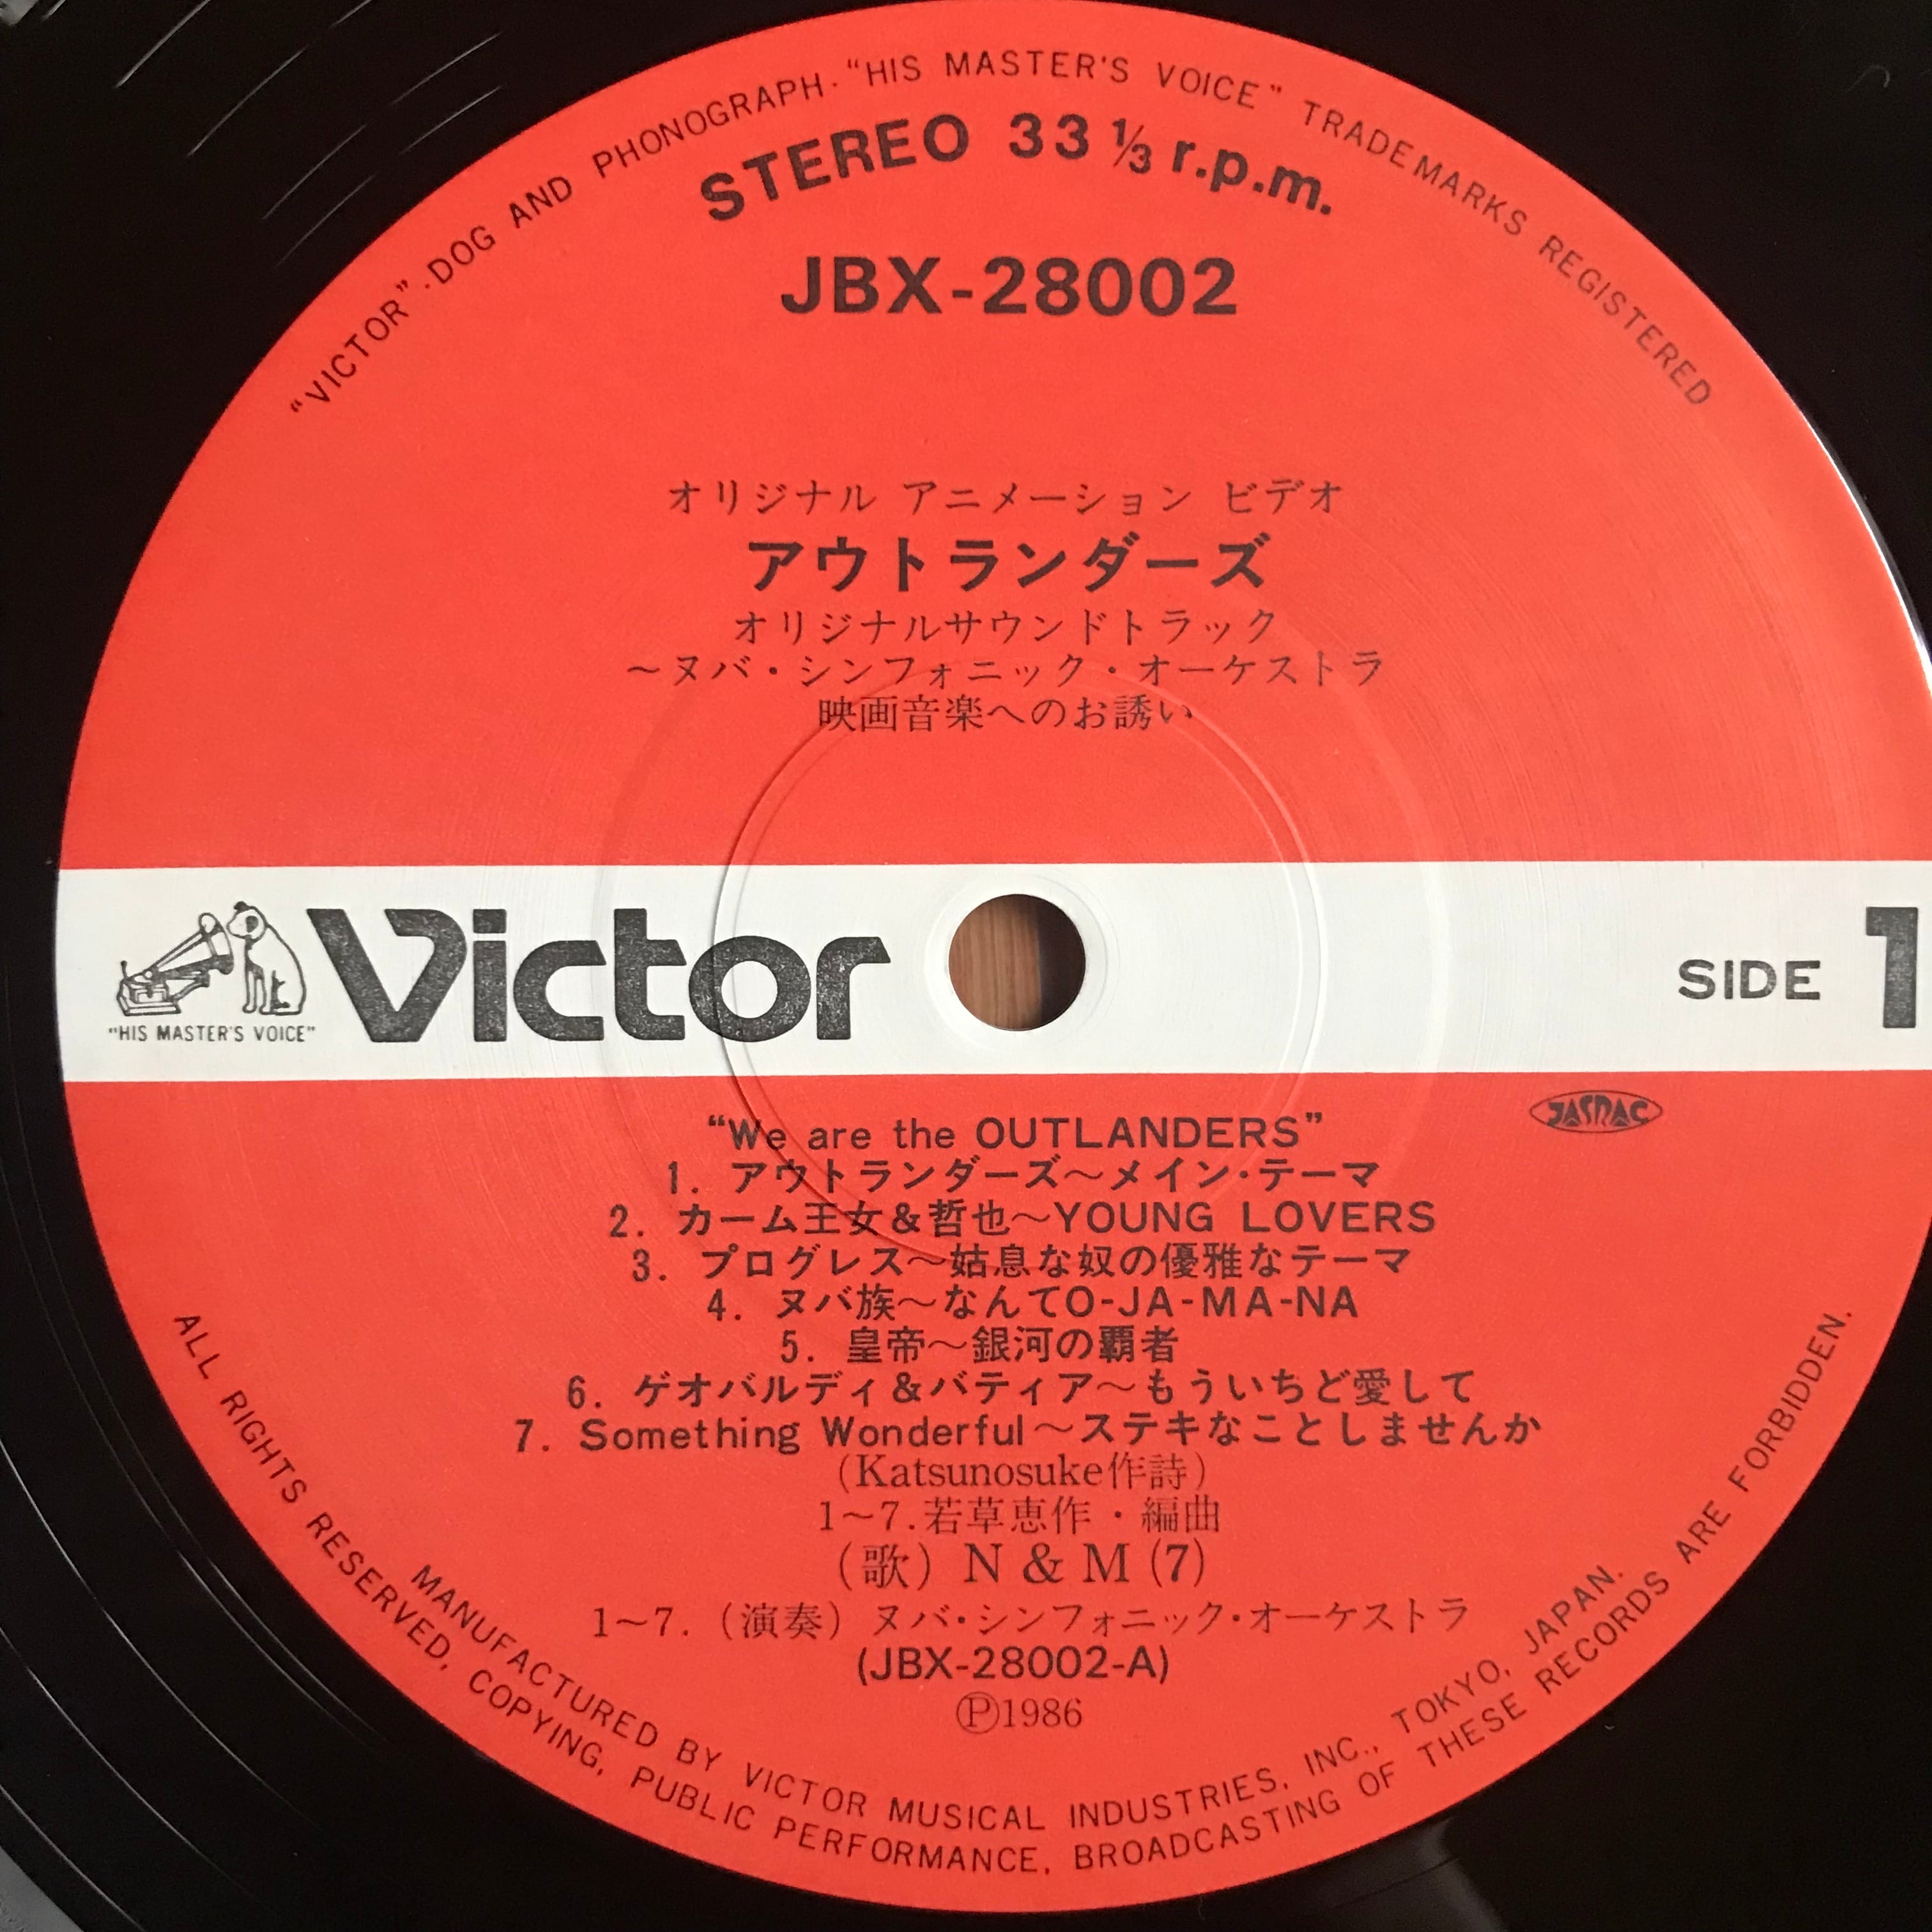 "VICTOR"·DOG AND PHONOGRAPH·"HIS MASTER'S VOICE" TRADEMARKS REGISTERED
STEREO 33 1/3 r.p.m.
JBX-28002
オリジナル アニメーション ビデオ
アウトランダーズ
オリジナルサウンドトラック
〜ヌバ・シンフォニック・オーケストラ
映画音楽へのお誘い
Victor
"HIS MASTER'S VOICE"
SIDE 1
JASRAC
"We are the OUTLANDERS"
1. アウトランダーズ〜メイン・テーマ
2. カーム王女&哲也〜YOUNG LOVERS
3. プログレス〜姑息な奴の優雅なテーマ
4. ヌバ族〜なんてO-JA-MA-NA
5. 皇帝〜銀河の覇者
6. ゲオバルディ&バティア〜もういちど愛して
7. Something Wonderful〜ステキなことしませんか
(Katsunosuke作詩)
1〜7.若草恵作・編曲
(歌) N & M (7)
1〜7.(演奏) ヌバ・シンフォニック・オーケストラ
(JBX-28002-A)
Ⓟ1986
MANUFACTURED BY VICTOR MUSICAL INDUSTRIES, INC., TOKYO, JAPAN.
ALL RIGHTS RESERVED, COPYING, PUBLIC PERFORMANCE, BROADCASTING OF THESE RECORDS ARE FORBIDDEN.